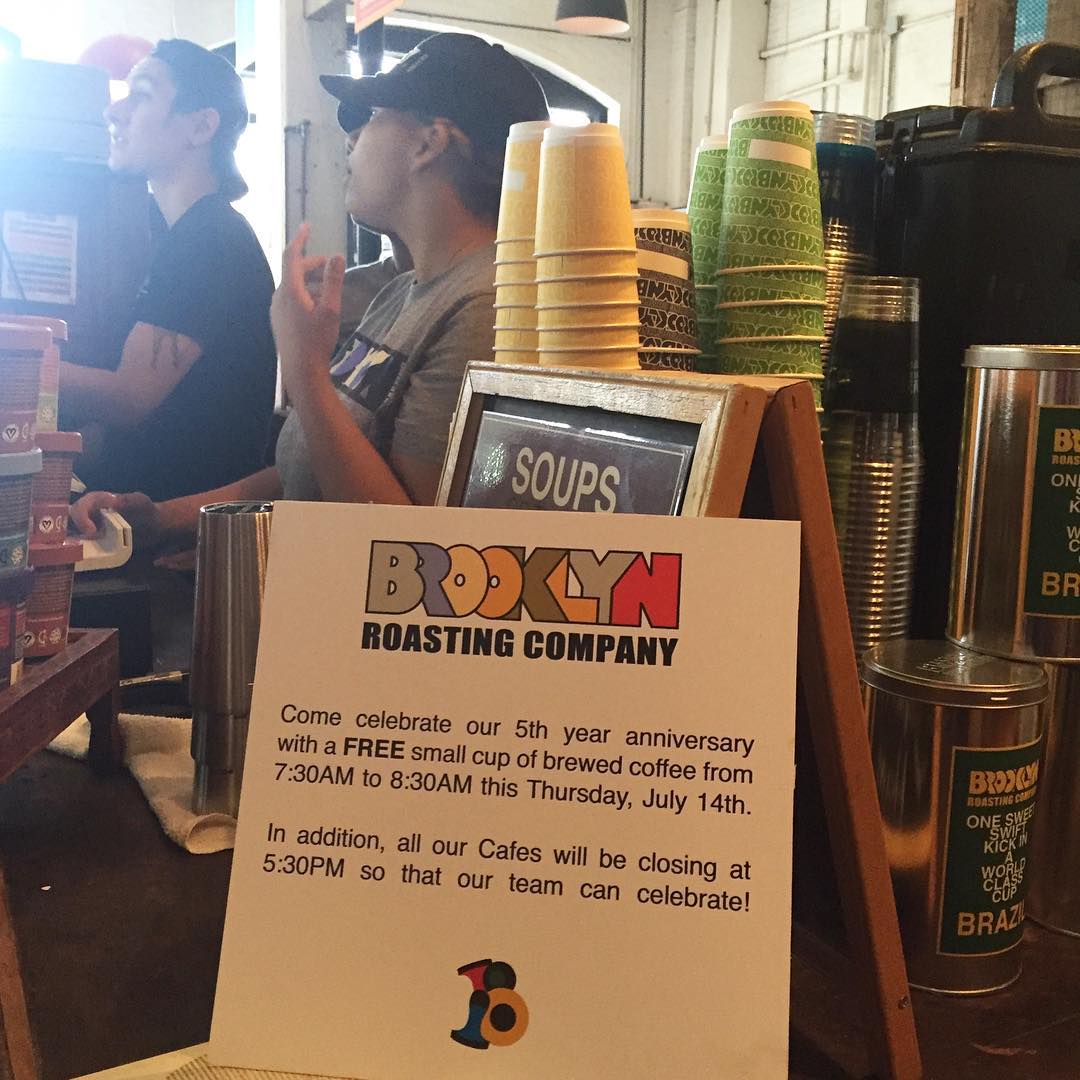 SOUPS
BROOKLYN
ROASTING COMPANY
Come celebrate our 5th year anniversary
with a FREE small cup of brewed coffee from
7:30AM to 8:30AM this Thursday, July 14th.
In addition, all our Cafes will be closing at
5:30PM so that our team can celebrate!
BROOKLYN
ROASTING COMPANY
ONE SWEET
SWIFT
KICK IN
A
WORLD
CLASS
CUP
BRAZIL